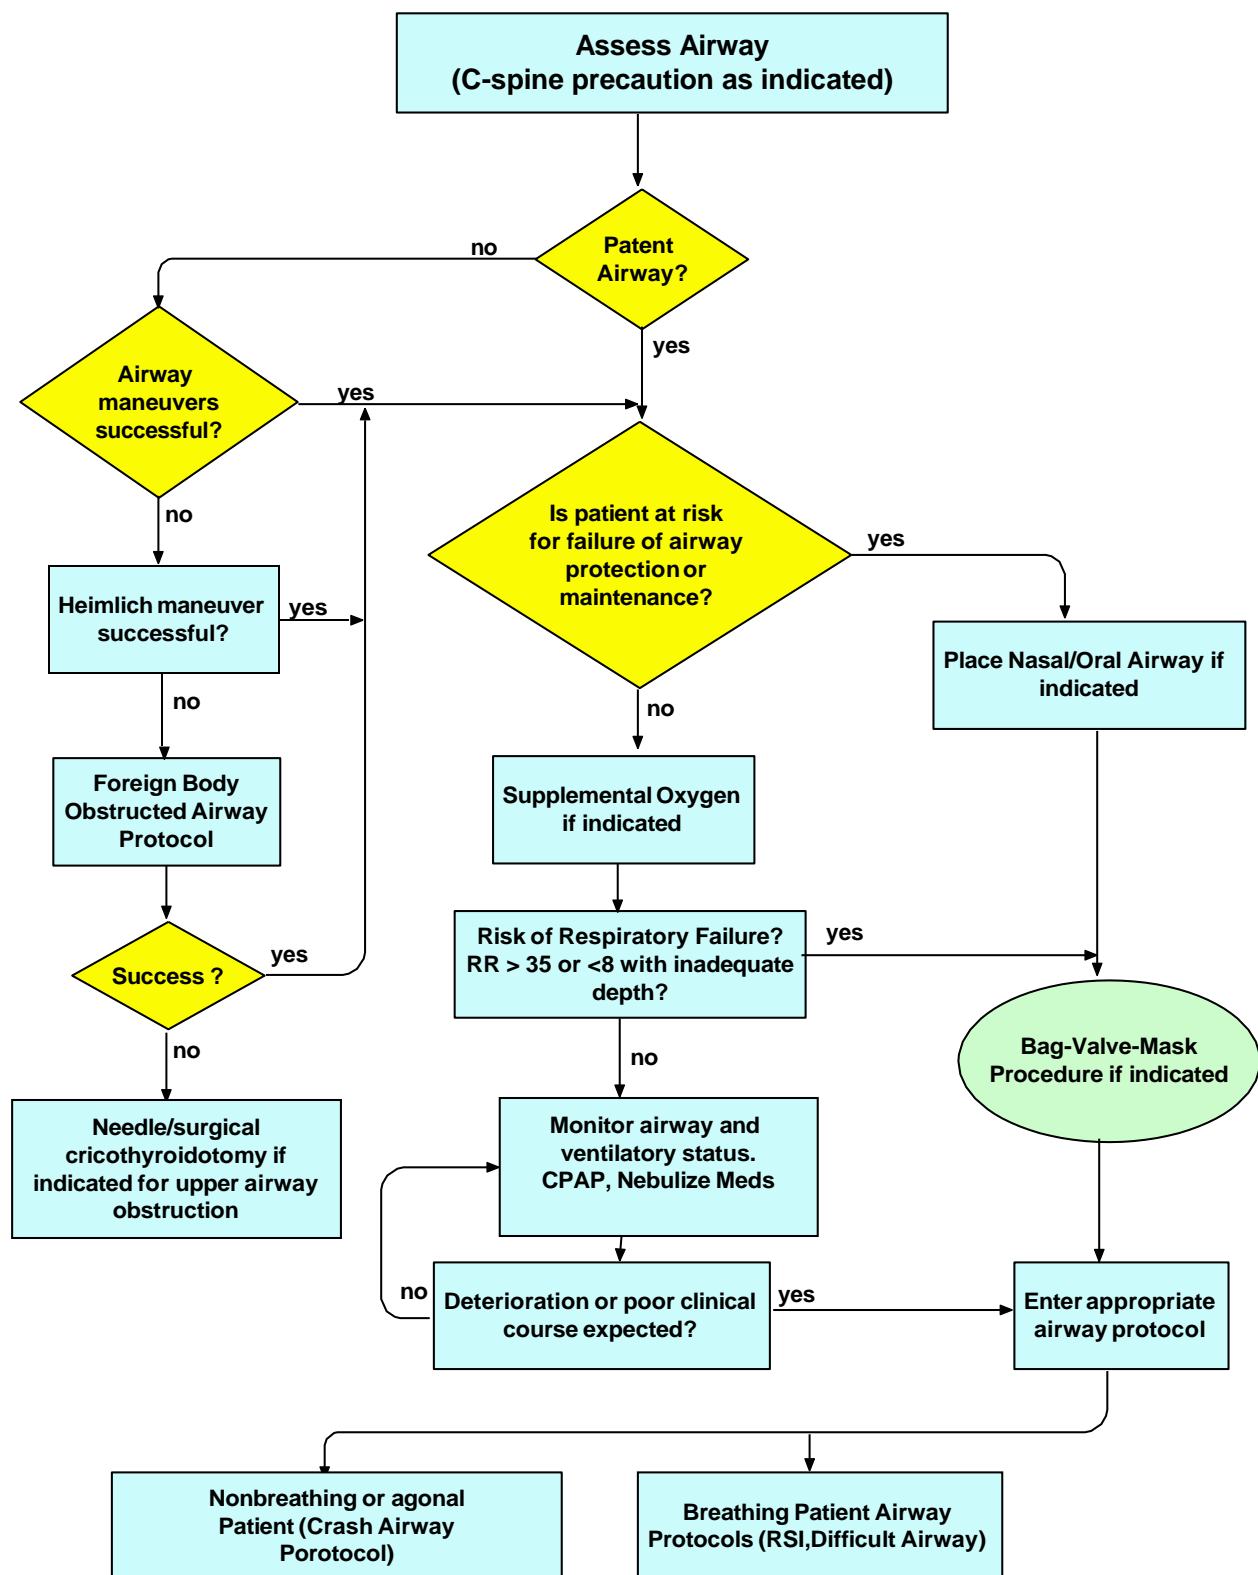 Assess Airway
(C-spine precaution as indicated)
no
Patent
Airway?
yes
Airway
maneuvers
successful?
yes
no
Is patient at risk
for failure of airway
protection or
maintenance?
yes
Heimlich maneuver
successful?
yes
Place Nasal/Oral Airway if
indicated
no
no
Foreign Body
Obstructed Airway
Protocol
Supplemental Oxygen
if indicated
Success ?
yes
Risk of Respiratory Failure?
RR > 35 or <8 with inadequate
depth?
yes
no
no
Bag-Valve-Mask
Procedure if indicated
Needle/surgical
cricothyroidotomy if
indicated for upper airway
obstruction
Monitor airway and
ventilatory status.
CPAP, Nebulize Meds
no
Deterioration or poor clinical
course expected?
yes
Enter appropriate
airway protocol
Nonbreathing or agonal
Patient (Crash Airway
Porotocol)
Breathing Patient Airway
Protocols (RSI,Difficult Airway)